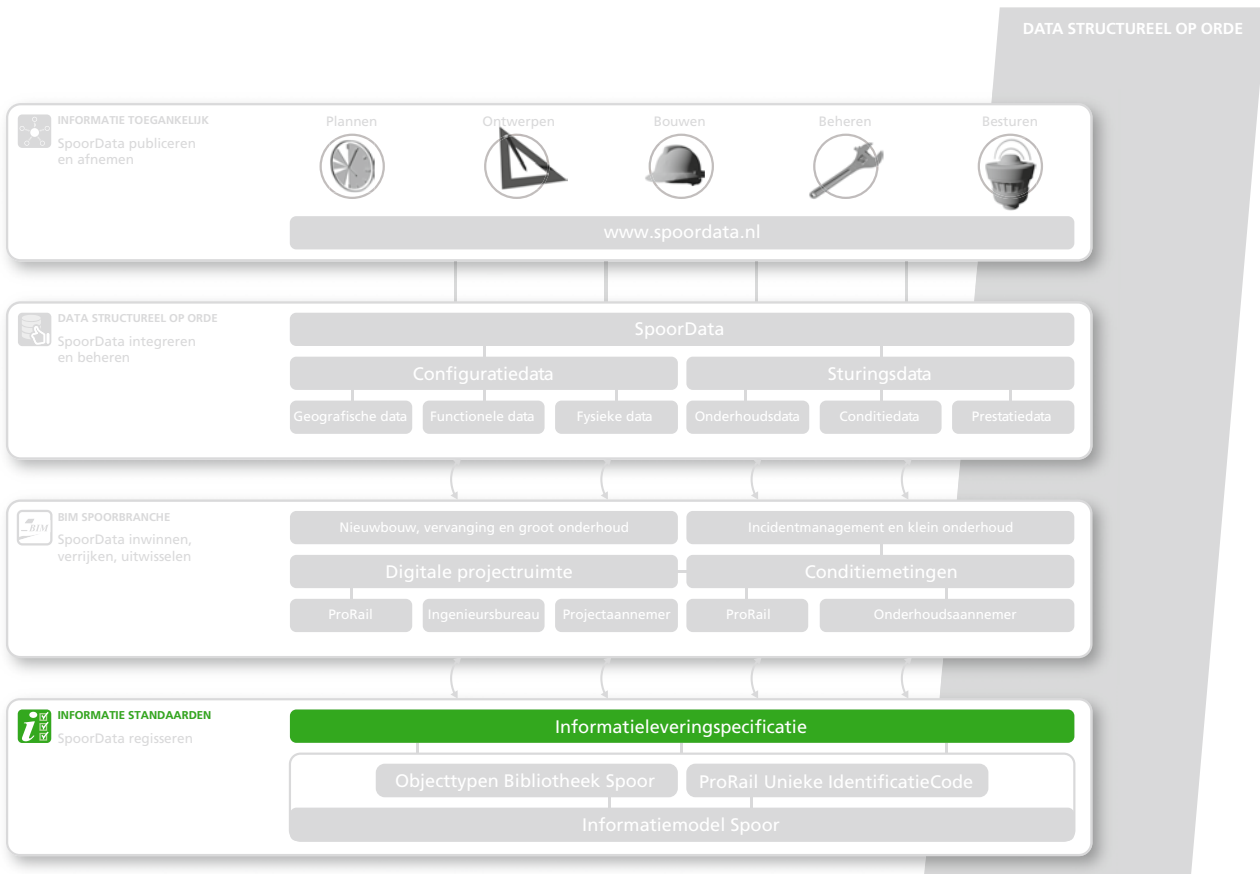 DATA STRUCTUREEL OP ORDE
INFORMATIE TOEGANKELIJK
SpoorData publiceren
en afnemen
Plannen
Ontwerpen
Bouwen
Beheren
Besturen
www.spoordata.nl
DATA STRUCTUREEL OP ORDE
SpoorData integreren
en beheren
SpoorData
Configuratiedata
Sturingsdata
Geografische data
Functionele data
Fysieke data
Onderhoudsdata
Conditiedata
Prestatiedata
BIM
BIM SPOORBRANCHE
SpoorData inwinnen,
verrijken, uitwisselen
Nieuwbouw, vervanging en groot onderhoud
Incidentmanagement en klein onderhoud
Digitale projectruimte
Conditiemetingen
ProRail
Ingenieursbureau
Projectaannemer
ProRail
Onderhoudsaannemer
INFORMATIE STANDAARDEN
SpoorData regisseren
Informatieleveringspecificatie
Objecttypen Bibliotheek Spoor
ProRail Unieke IdentificatieCode
Informatiemodel Spoor